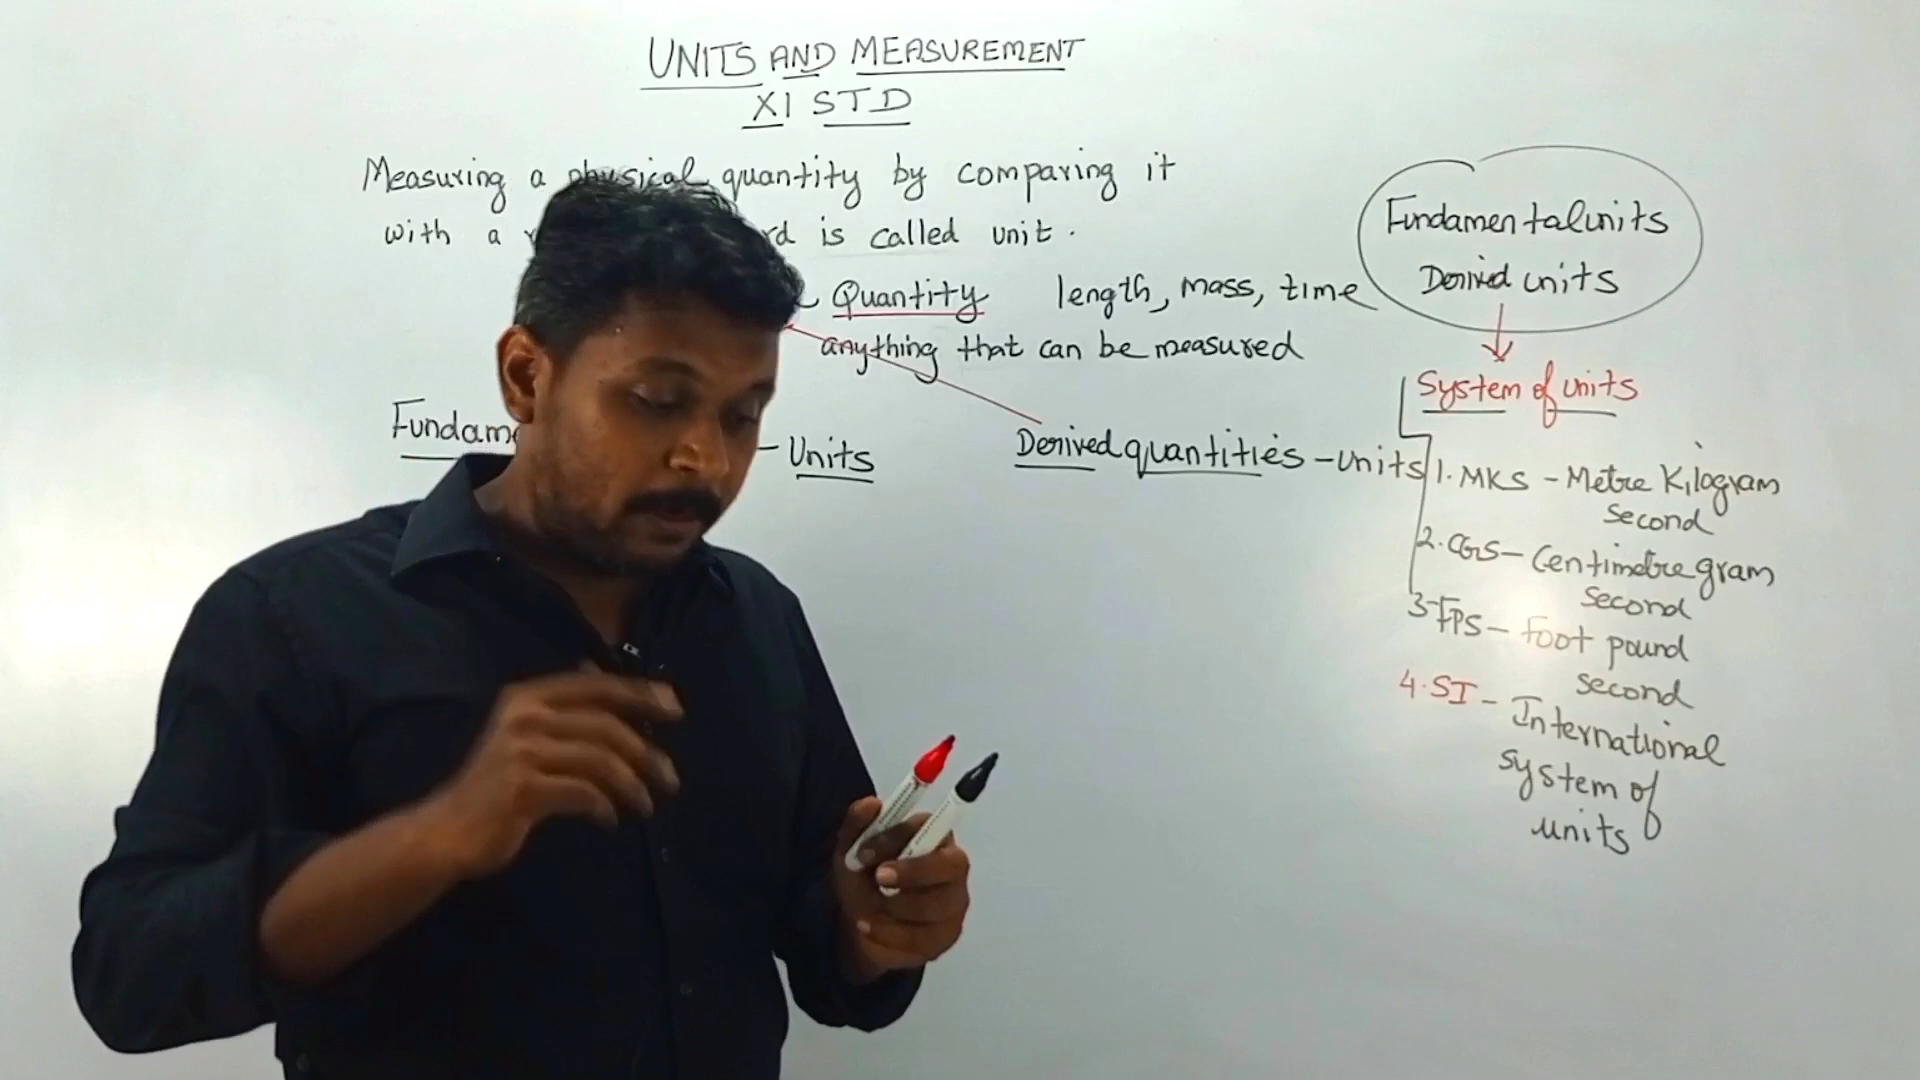 UNITS AND MEASUREMENT
XI STD
Measuring a physical quantity by comparing it
with a
is called unit.
Quantity length, mass, time
anything that can be measured
Units
Derived quantities - units
Fundamental units
Derived units
System of units
1. MKS - Metre Kilogram
second
2. CGS - Centimetre gram
second
3. FPS - Foot pound
second
4. SI - International
system of
units